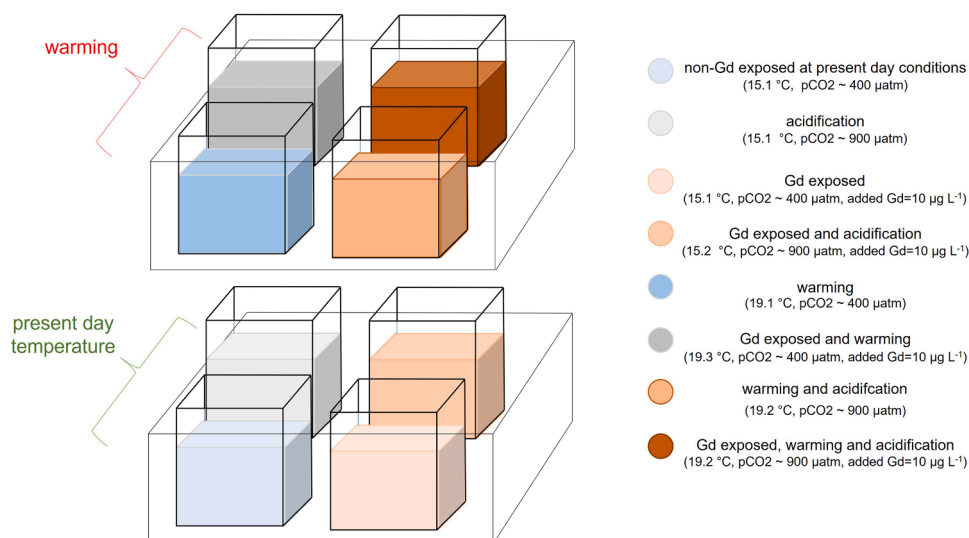 warming
present day
temperature
non-Gd exposed at present day conditions
(15.1 °C, pCO2 ~ 400 µatm)
acidification
(15.1 °C, pCO2 ~ 900 µatm)
Gd exposed
(15.1 °C, pCO2 ~ 400 µatm, added Gd=10 µg L⁻¹)
Gd exposed and acidification
(15.2 °C, pCO2 ~ 900 µatm, added Gd=10 µg L⁻¹)
warming
(19.1 °C, pCO2 ~ 400 µatm)
Gd exposed and warming
(19.3 °C, pCO2 ~ 400 µatm, added Gd=10 µg L⁻¹)
warming and acidifcation
(19.2 °C, pCO2 ~ 900 µatm)
Gd exposed, warming and acidification
(19.2 °C, pCO2 ~ 900 µatm, added Gd=10 µg L⁻¹)